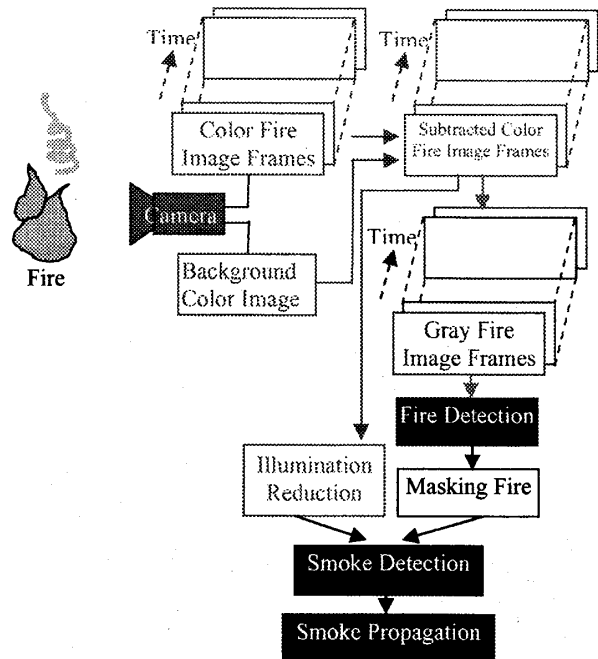 Time
Time
Color Fire
Image Frames
Subtracted Color
Fire Image Frames
Camera
Fire
Background
Color Image
Time
Gray Fire
Image Frames
Fire Detection
Illumination
Reduction
Masking Fire
Smoke Detection
Smoke Propagation